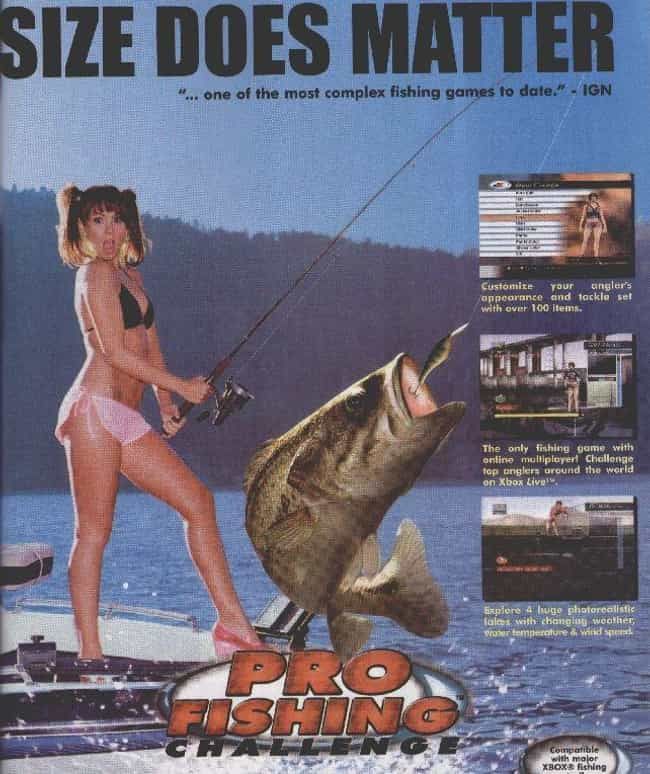 SIZE DOES MATTER
"... one of the most complex fishing games to date." - IGN
Customize your angler's
appearance and tackle set
with over 100 items.
The only fishing game with
online multiplayer! Challenge
top anglers around the world
on Xbox Live™.
Explore 4 huge photorealistic
lakes with changing weather,
water temperature & wind speed.
PRO
FISHING™
CHALLENGE
Compatible
with major
XBOX® fishing